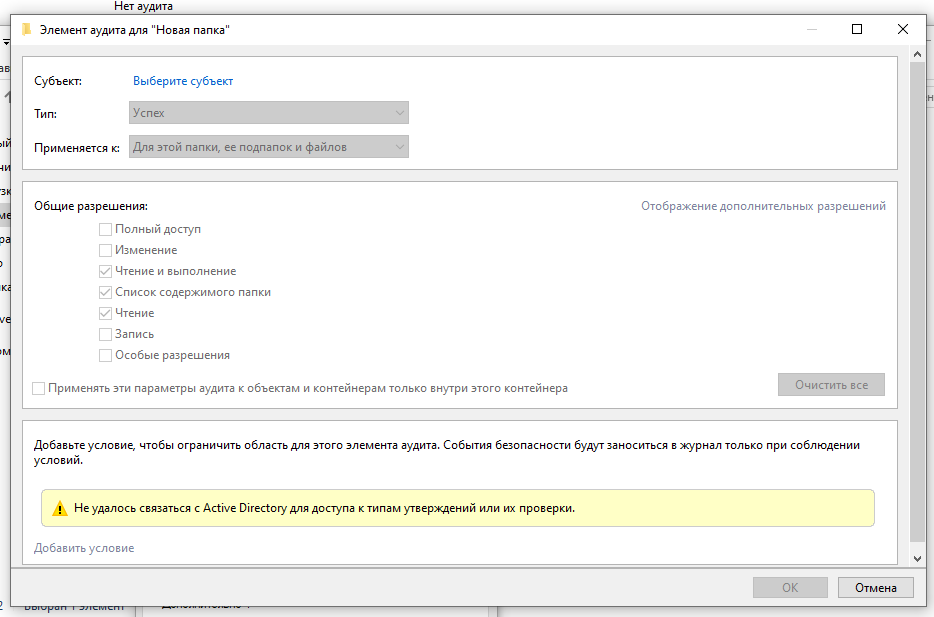 Нет аудита
Элемент аудита для "Новая папка"
Субъект: Выберите субъект
Тип: Успех
Применяется к: Для этой папки, ее подпапок и файлов
Общие разрешения: Отображение дополнительных разрешений
Полный доступ
Изменение
Чтение и выполнение
Список содержимого папки
Чтение
Запись
Особые разрешения
Применять эти параметры аудита к объектам и контейнерам только внутри этого контейнера
Очистить все
Добавьте условие, чтобы ограничить область для этого элемента аудита. События безопасности будут заноситься в журнал только при соблюдении
условий.
Не удалось связаться с Active Directory для доступа к типам утверждений или их проверки.
Добавить условие
OK Отмена